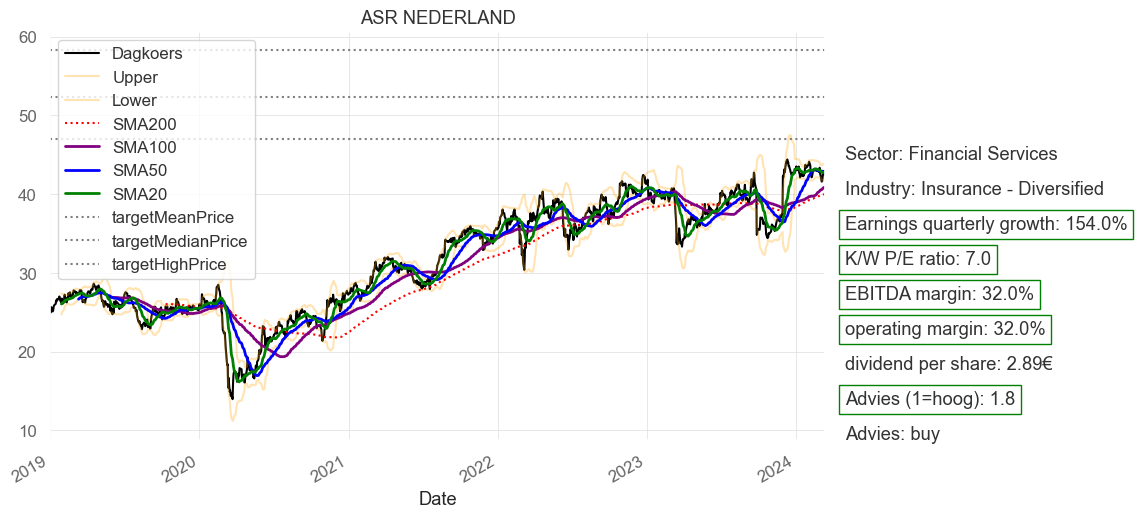 ASR NEDERLAND
60
50
40
30
20
10
Dagkoers
Upper
Lower
SMA200
SMA100
SMA50
SMA20
targetMeanPrice
targetMedianPrice
targetHighPrice
2019
2020
2021
2022
2023
2024
Date
Sector: Financial Services
Industry: Insurance - Diversified
Earnings quarterly growth: 154.0%
K/W P/E ratio: 7.0
EBITDA margin: 32.0%
operating margin: 32.0%
dividend per share: 2.89€
Advies (1=hoog): 1.8
Advies: buy